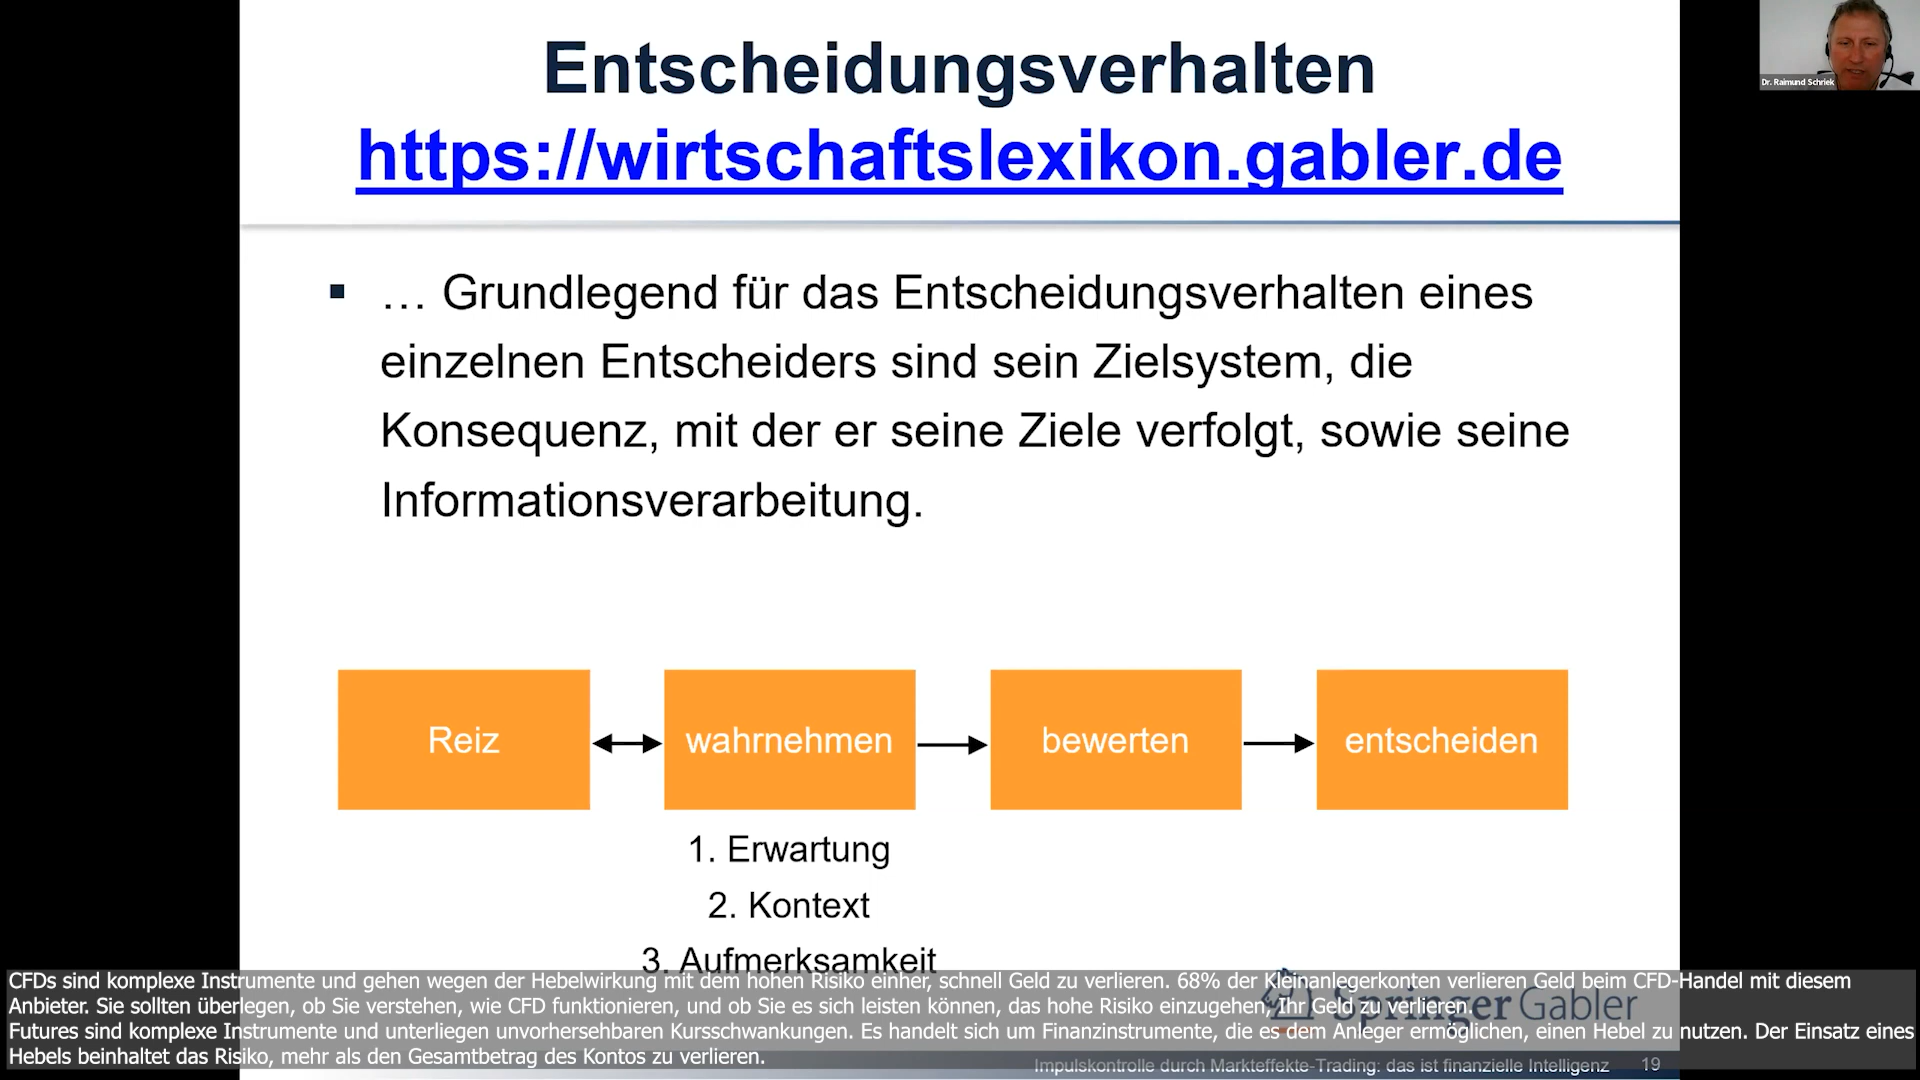 Entscheidungsverhalten
https://wirtschaftslexikon.gabler.de
Dr. Raimund Schriek
▪ … Grundlegend für das Entscheidungsverhalten eines
einzelnen Entscheiders sind sein Zielsystem, die
Konsequenz, mit der er seine Ziele verfolgt, sowie seine
Informationsverarbeitung.
Reiz
wahrnehmen
bewerten
entscheiden
1. Erwartung
2. Kontext
3. Aufmerksamkeit
CFDs sind komplexe Instrumente und gehen wegen der Hebelwirkung mit dem hohen Risiko einher, schnell Geld zu verlieren. 68% der Kleinanlegerkonten verlieren Geld beim CFD-Handel mit diesem
Anbieter. Sie sollten überlegen, ob Sie verstehen, wie CFD funktionieren, und ob Sie es sich leisten können, das hohe Risiko einzugehen, Ihr Geld zu verlieren.
Springer Gabler
Futures sind komplexe Instrumente und unterliegen unvorhersehbaren Kursschwankungen. Es handelt sich um Finanzinstrumente, die es dem Anleger ermöglichen, einen Hebel zu nutzen. Der Einsatz eines
Hebels beinhaltet das Risiko, mehr als den Gesamtbetrag des Kontos zu verlieren.
Impulskontrolle durch Markteffekte-Trading: das ist finanzielle Intelligenz 19